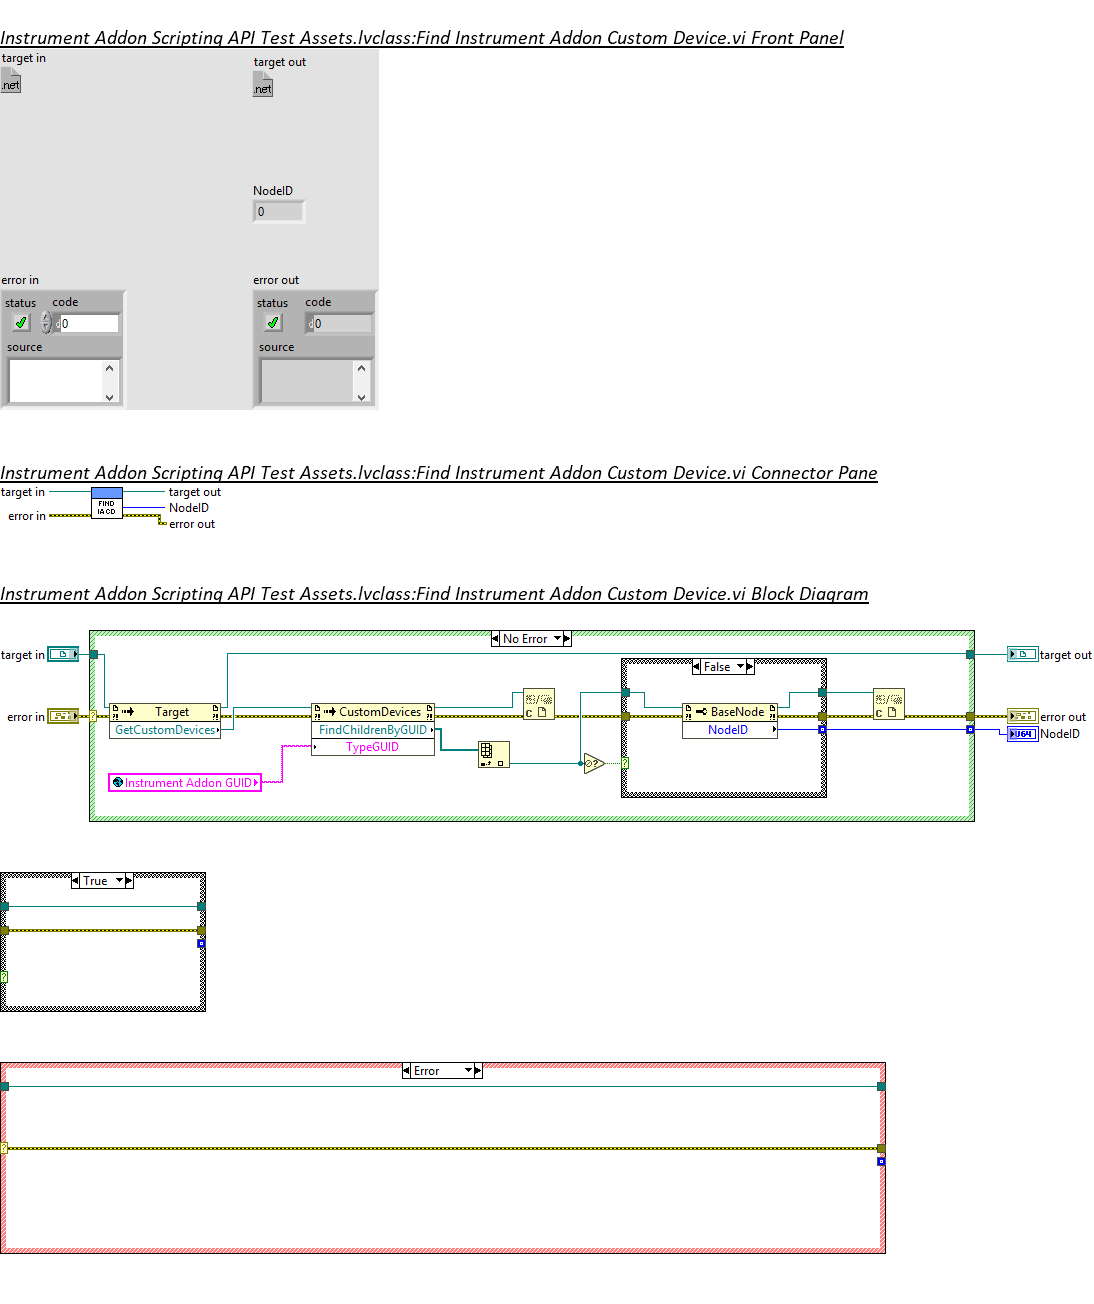 Instrument Addon Scripting API Test Assets.lvclass:Find Instrument Addon Custom Device.vi Front Panel
target in
target out
.net
.net
NodeID
0
error in
error out
status code
status code
d 0
d 0
source
source
Instrument Addon Scripting API Test Assets.lvclass:Find Instrument Addon Custom Device.vi Connector Pane
target in
target out
FIND
IA CD
NodeID
error in
error out
Instrument Addon Scripting API Test Assets.lvclass:Find Instrument Addon Custom Device.vi Block Diagram
No Error
target in
target out
False
error in
Target
GetCustomDevices
CustomDevices
FindChildrenByGUID
TypeGUID
C
BaseNode
NodeID
C
error out
U64
NodeID
Instrument Addon GUID
?
?
?
True
?
Error
?